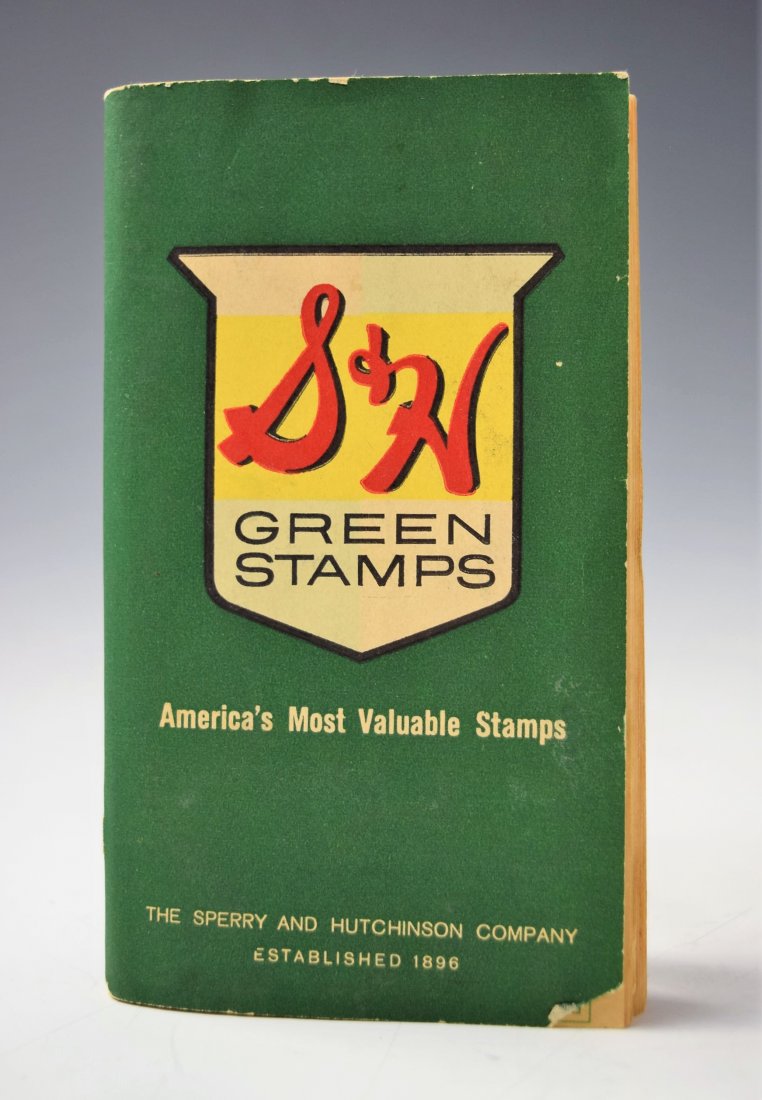 S & H
GREEN
STAMPS
America's Most Valuable Stamps
THE SPERRY AND HUTCHINSON COMPANY
ESTABLISHED 1896